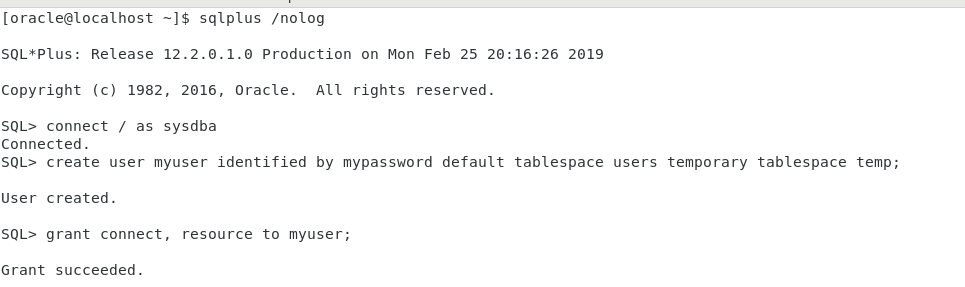 [oracle@localhost ~]$ sqlplus /nolog
SQL*Plus: Release 12.2.0.1.0 Production on Mon Feb 25 20:16:26 2019
Copyright (c) 1982, 2016, Oracle.  All rights reserved.
SQL> connect / as sysdba
Connected.
SQL> create user myuser identified by mypassword default tablespace users temporary tablespace temp;
User created.
SQL> grant connect, resource to myuser;
Grant succeeded.